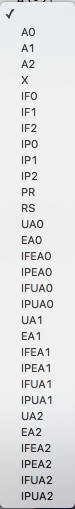 ✓
A0
A1
A2
X
IF0
IF1
IF2
IP0
IP1
IP2
PR
RS
UA0
EA0
IFEA0
IPEA0
IFUA0
IPUA0
UA1
EA1
IFEA1
IPEA1
IFUA1
IPUA1
UA2
EA2
IFEA2
IPEA2
IFUA2
IPUA2